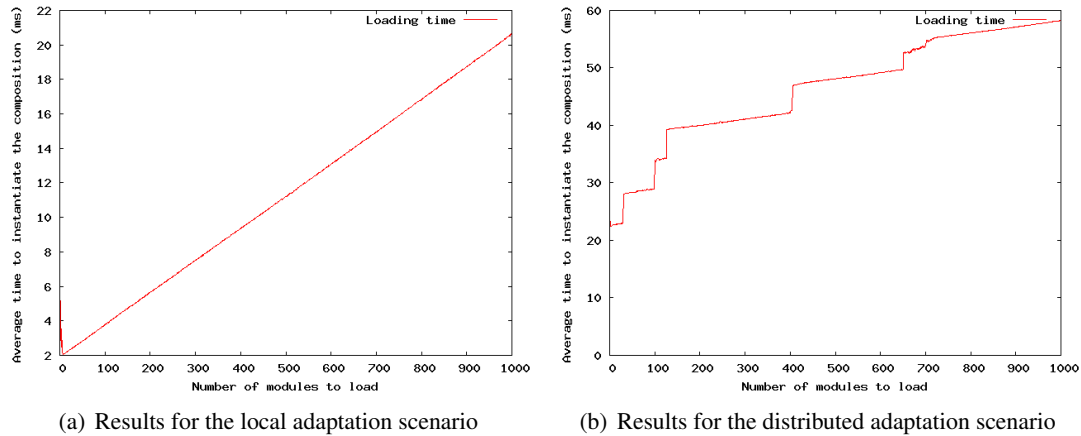 Average time to instantiate the composition (ms)
22
20
18
16
14
12
10
8
6
4
2
Loading time
0 100 200 300 400 500 600 700 800 900 1000
Number of modules to load
(a) Results for the local adaptation scenario
Average time to instantiate the composition (ms)
60
50
40
30
20
10
0
Loading time
0 100 200 300 400 500 600 700 800 900 1000
Number of modules to load
(b) Results for the distributed adaptation scenario